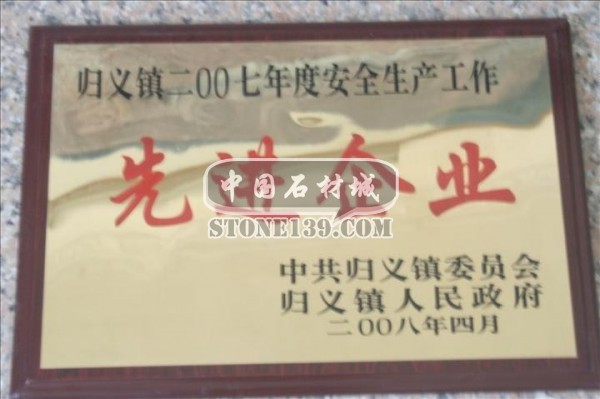 归义镇二00七年度安全生产工作
先进企业
中国石材城
STONE139.COM
中共归义镇委员会
归义镇人民政府
二00八年四月